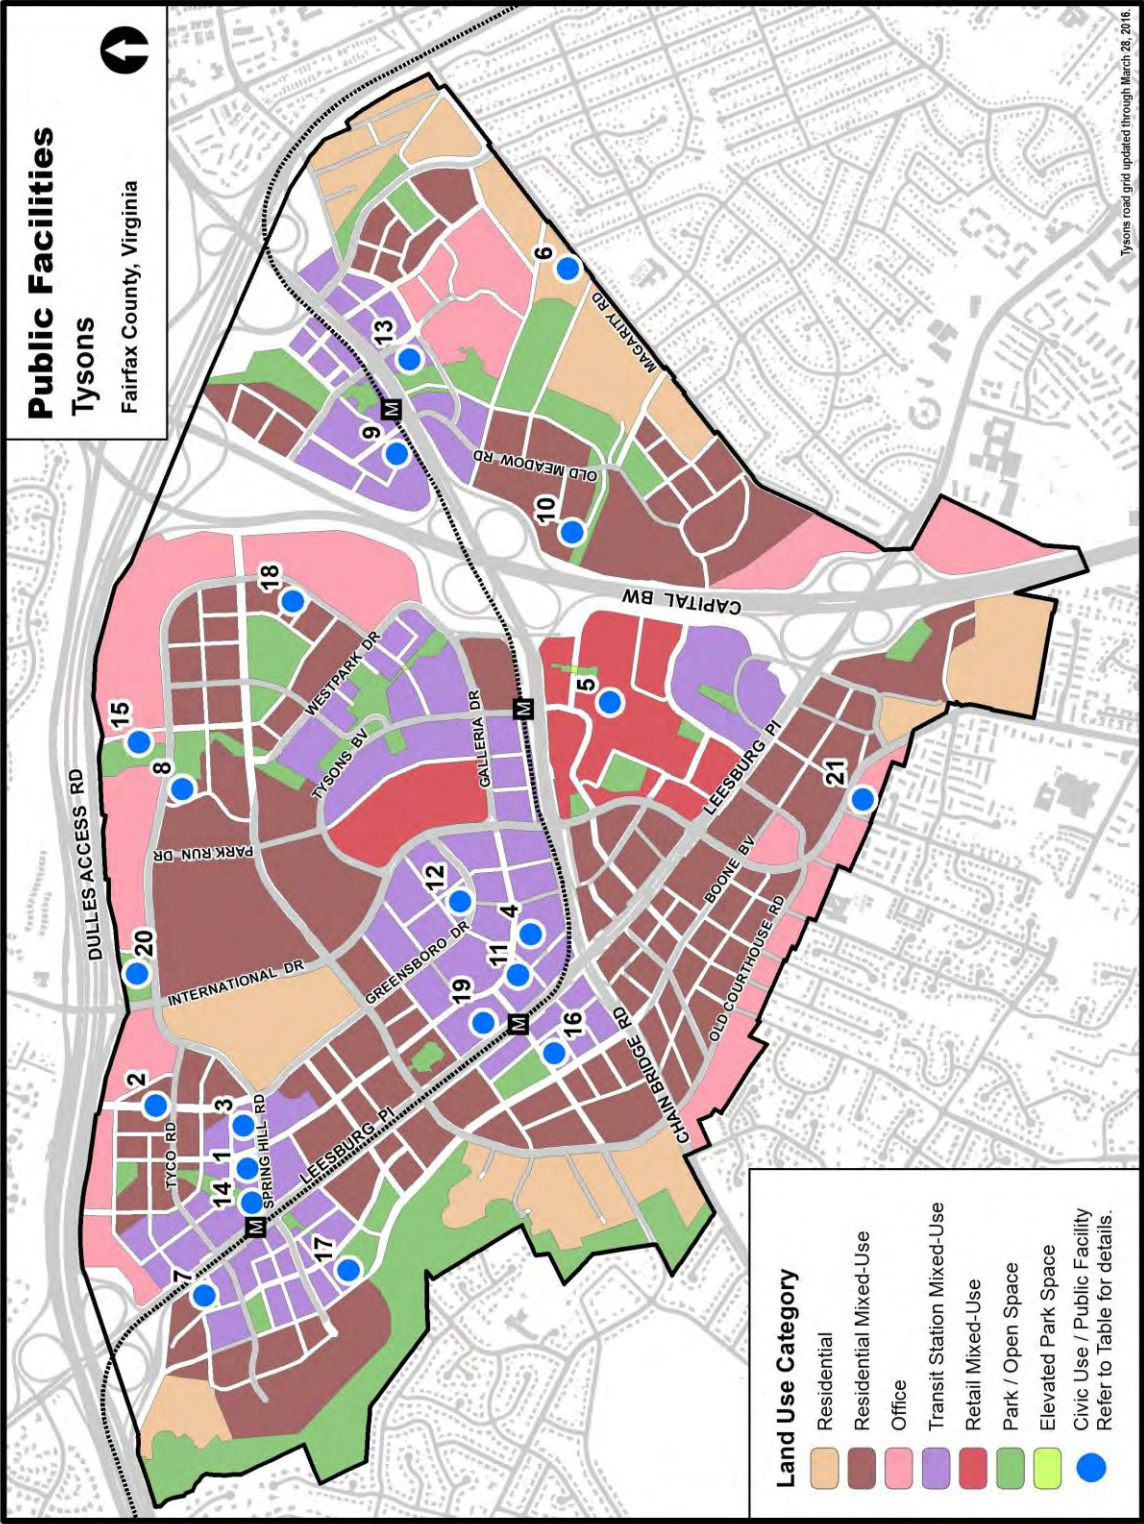 Public Facilities
Tysons
Fairfax County, Virginia
DULLES ACCESS RD
20
15
8
18
2
TYCO RD
3
1
14
SPRING HILL RD
7
M
17
LEESBURG PI
INTERNATIONAL DR
PARK RUN DR
WESTPARK DR
TYSONS BV
GALLERIA DR
GREENSBORO DR
12
4
11
19
M
16
M
CHAIN BRIDGE RD
OLD COURTHOUSE RD
BOONE BV
LEESBURG PI
21
5
CAPITAL BW
9
M
13
10
OLD MEADOW RD
MAGARITY RD
6
Land Use Category
Residential
Residential Mixed-Use
Office
Transit Station Mixed-Use
Retail Mixed-Use
Park / Open Space
Elevated Park Space
Civic Use / Public Facility
Refer to Table for details.
Tysons road grid updated through March 28, 2016.